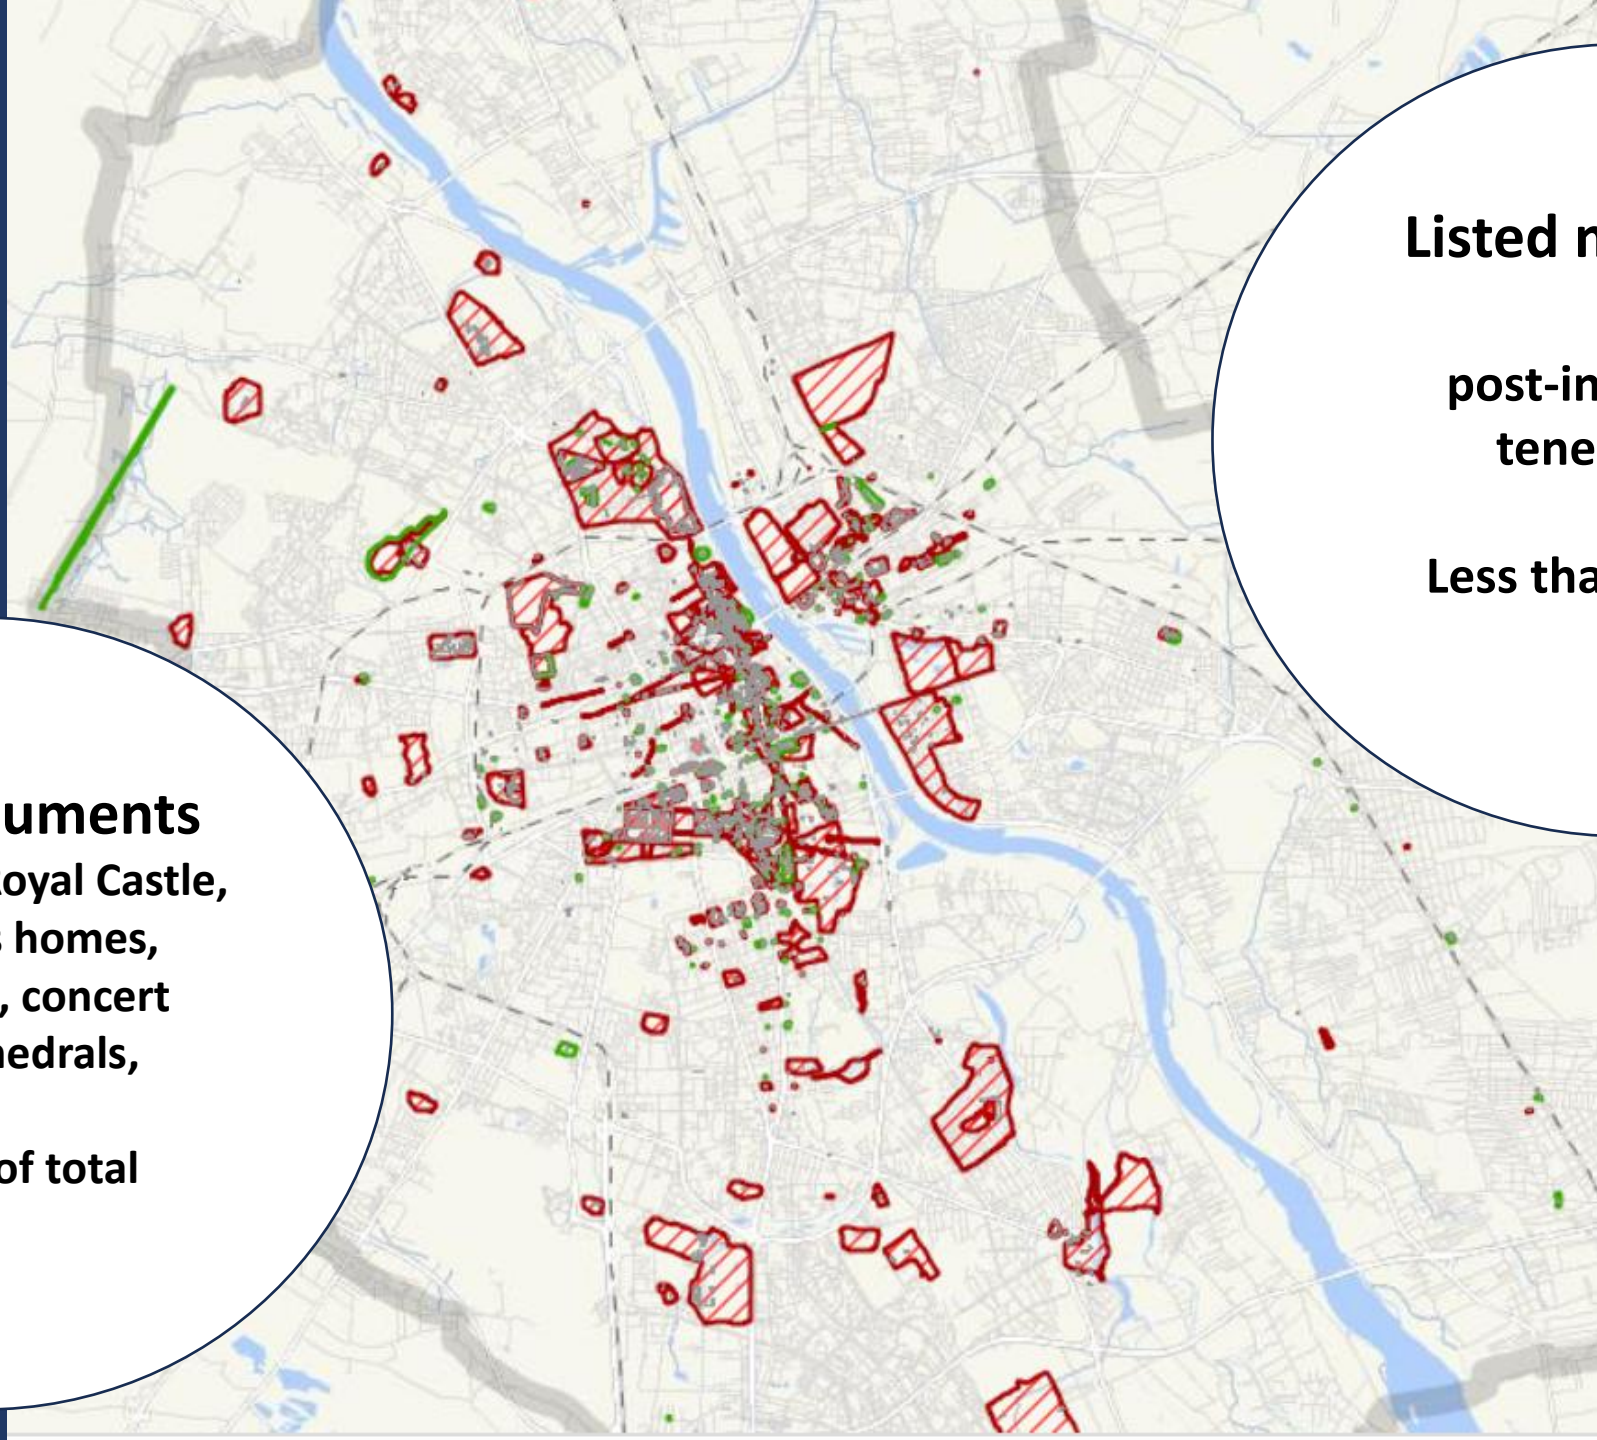 Listed
post-in
tene
Less tha
uments
oyal Castle,
s homes,
, concert
hedrals,
of total